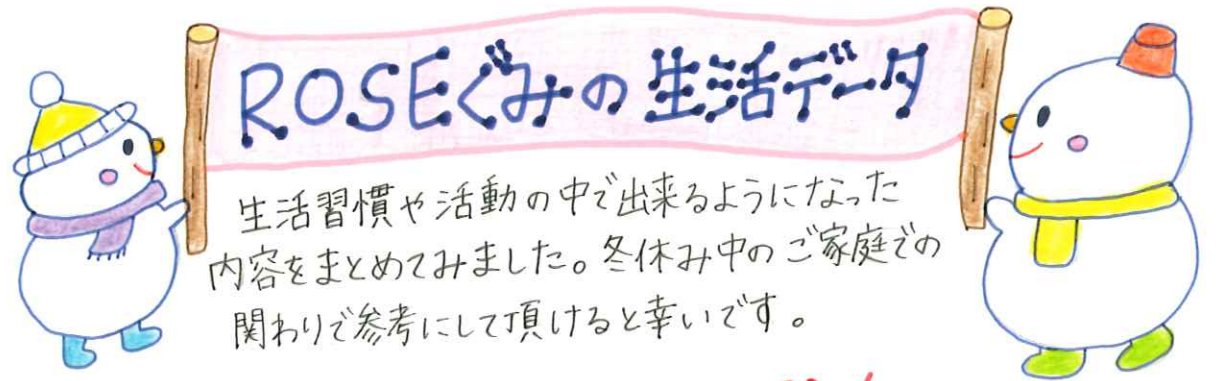 ROSEぐみの生活データ
生活習慣や活動の中で出来るようになった
内容をまとめてみました。冬休み中のご家庭での
関わりで参考にして頂けると幸いです。